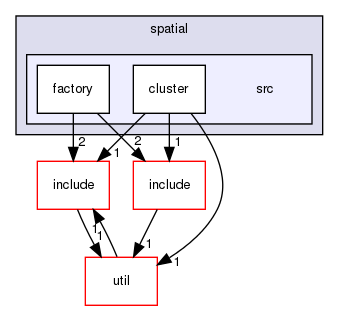 spatial
factory
cluster
src
2
1
2
1
include
include
1
1
1
1
util